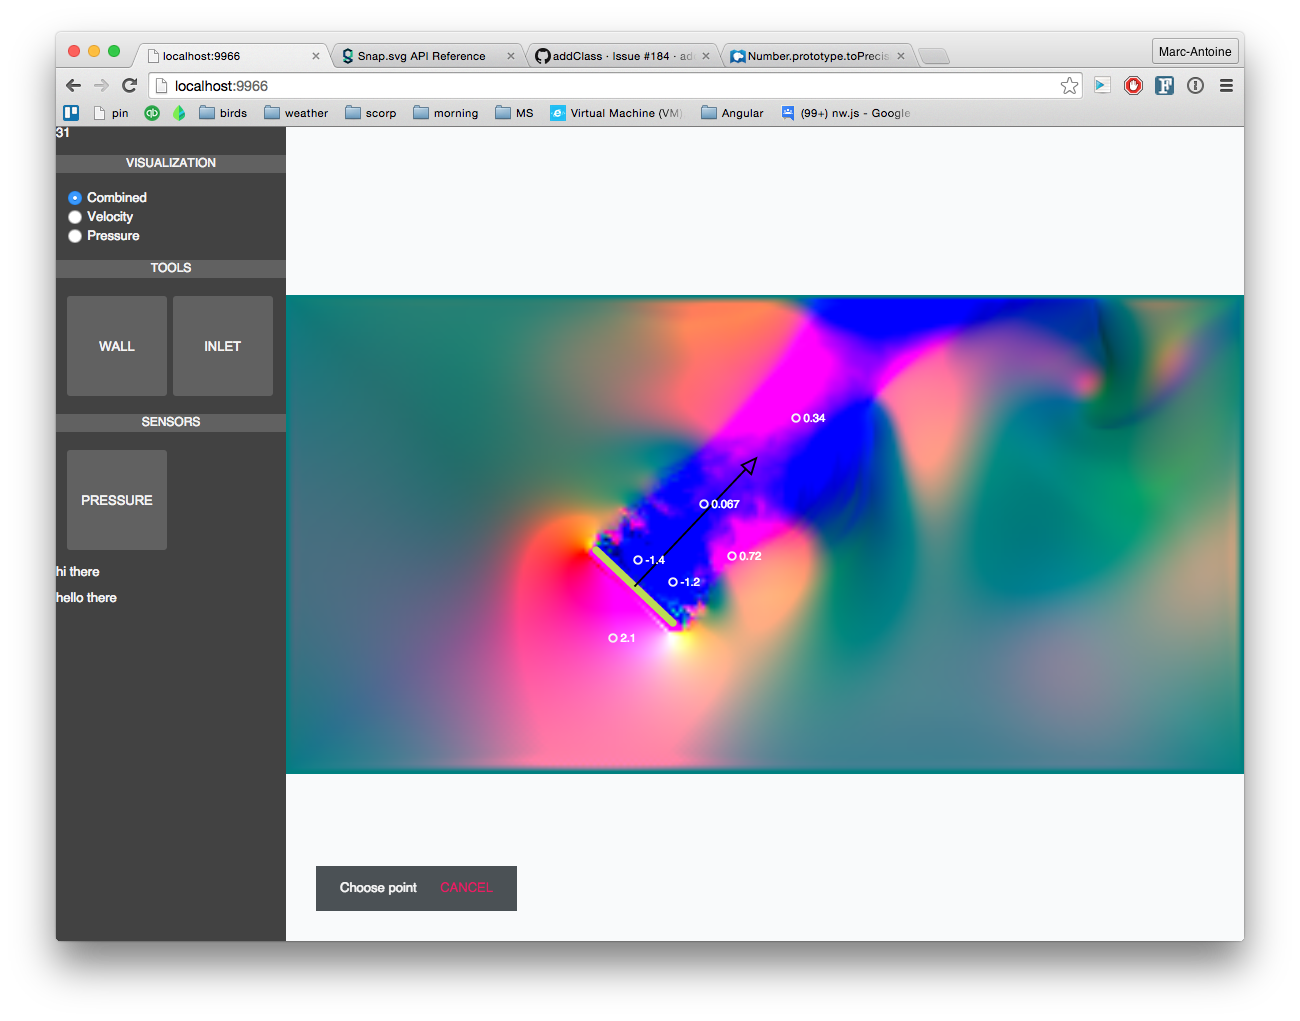 localhost:9966
Snap.svg API Reference
addClass · Issue #184 · ad
Number.prototype.toPrecis
Marc-Antoine
localhost:9966
pin
birds
weather
scorp
morning
MS
Virtual Machine (VM)
Angular
(99+) nw.js - Google
31
VISUALIZATION
Combined
Velocity
Pressure
TOOLS
WALL INLET
SENSORS
PRESSURE
hi there
hello there
0.34
0.067
0.72
-1.4
-1.2
2.1
Choose point CANCEL